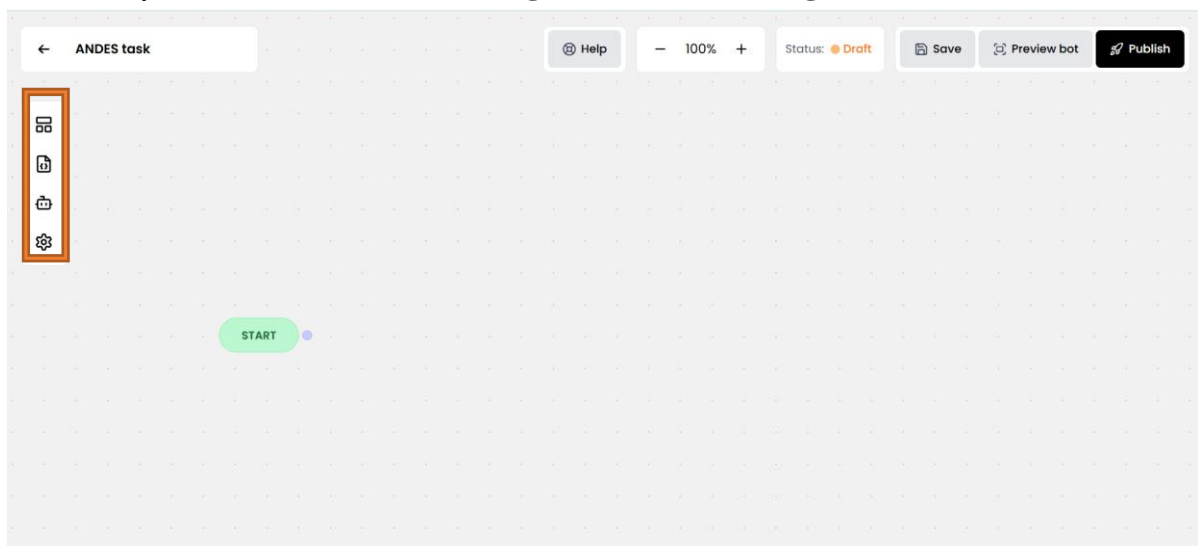 ANDES task
Help
− 100% +
Status: Draft
Save
Preview bot
Publish
START